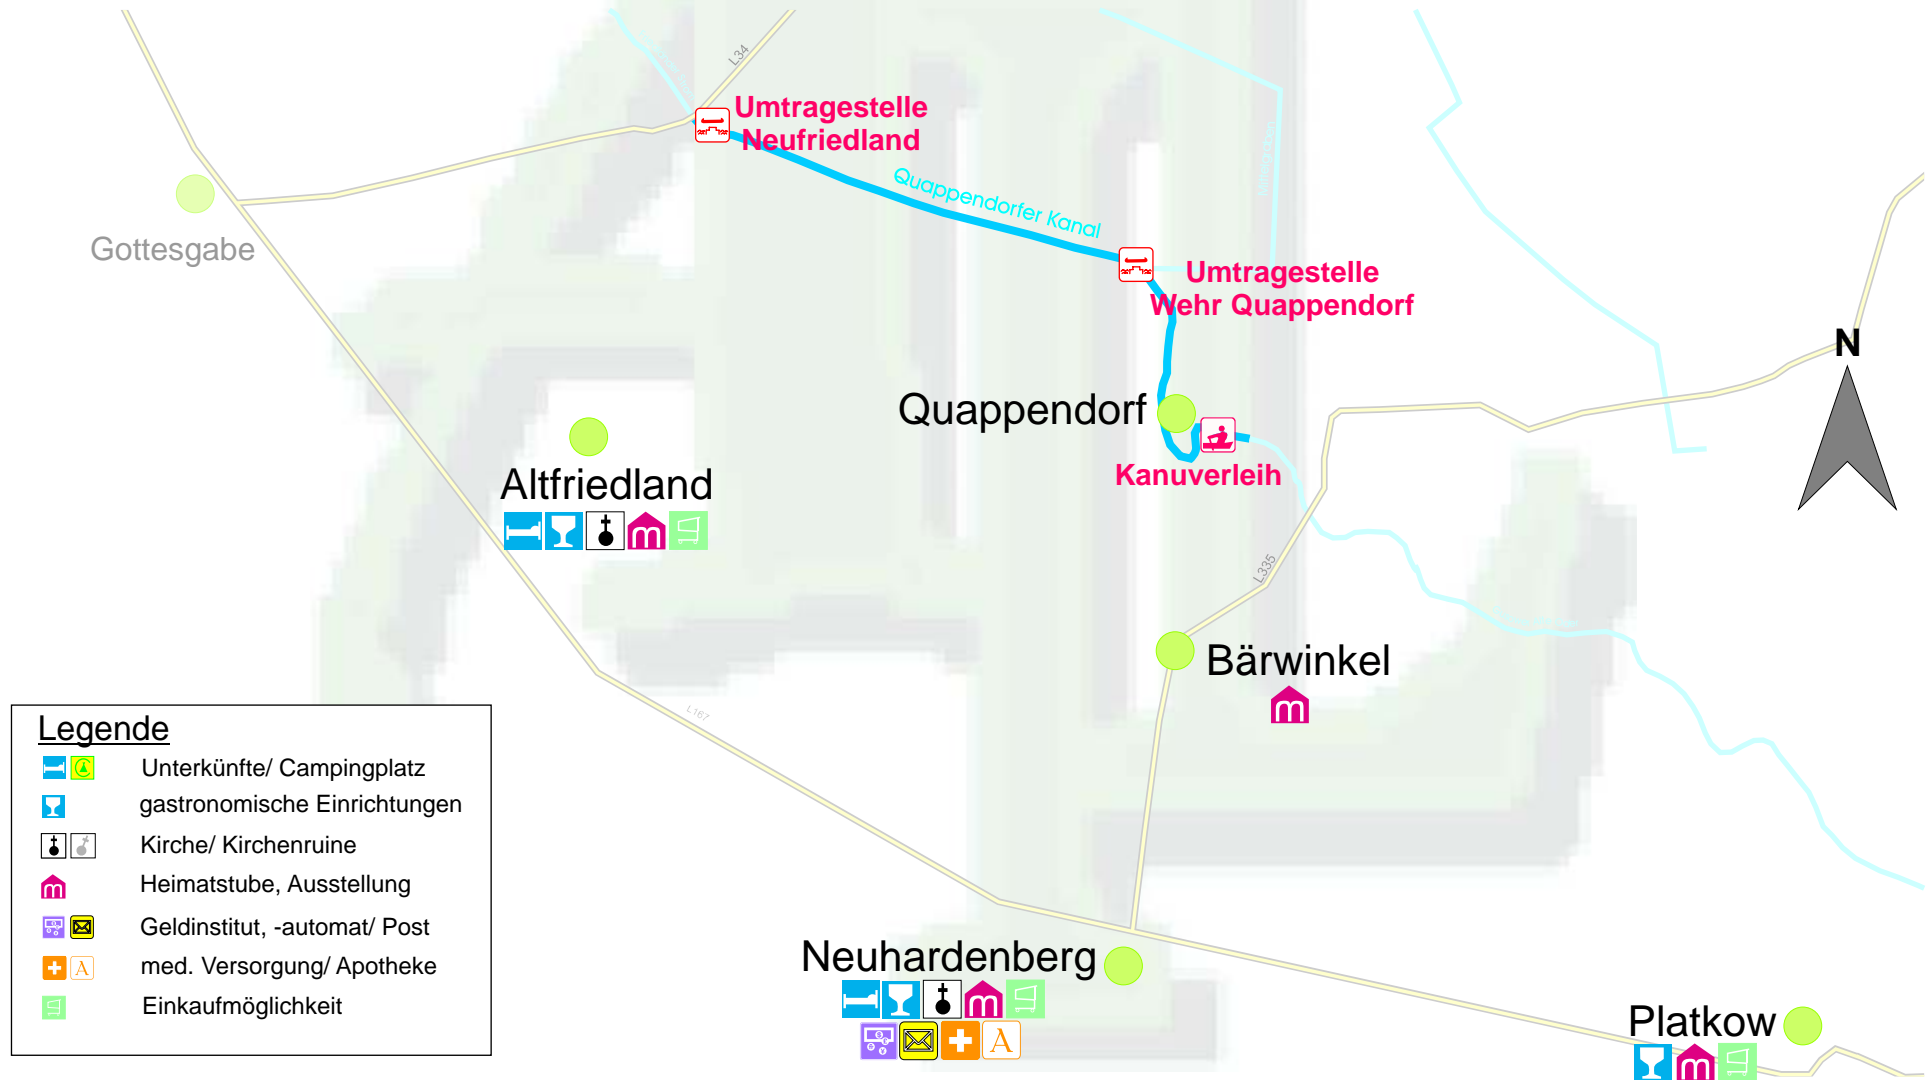 L34
Umtragestelle
Neufriedland
Quappendorfer Kanal
Gottesgabe
Umtragestelle
Wehr Quappendorf
N
Quappendorf
Kanuverleih
Altfriedland
m
L335
Bärwinkel
m
L167
Legende
Unterkünfte/ Campingplatz
gastronomische Einrichtungen
Kirche/ Kirchenruine
m Heimatstube, Ausstellung
Geldinstitut, -automat/ Post
A med. Versorgung/ Apotheke
Einkaufmöglichkeit
Neuhardenberg
m
A
Platkow
m